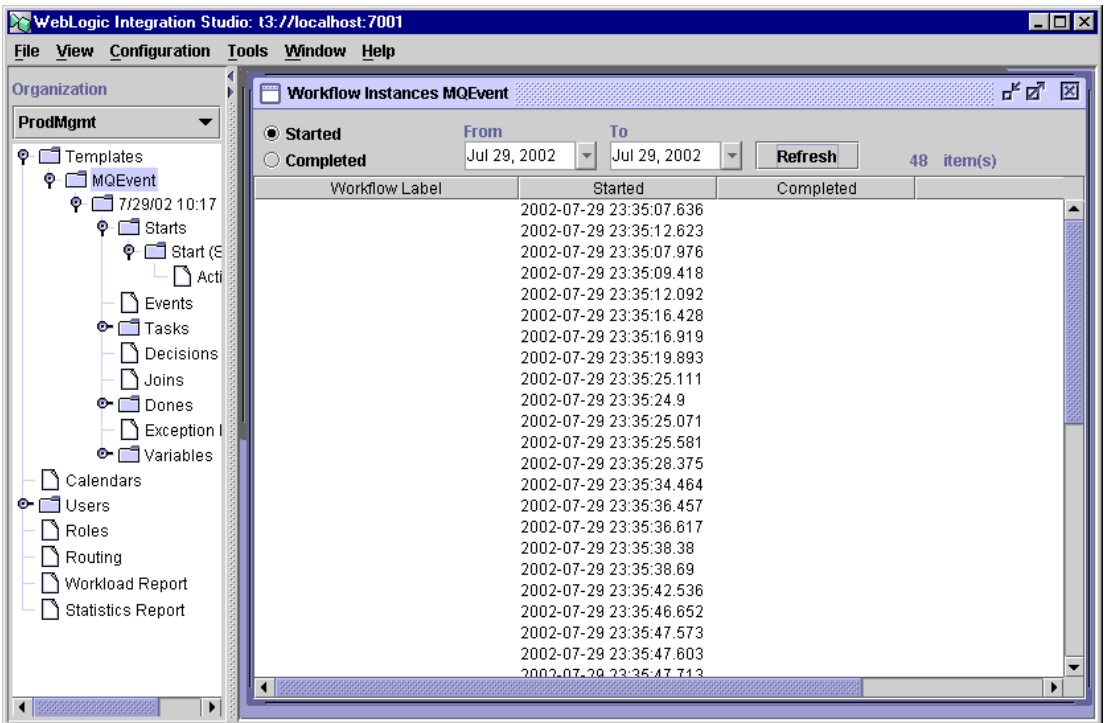 WebLogic Integration Studio: t3://localhost:7001
File View Configuration Tools Window Help
Organization
ProdMgmt
Templates
MQEvent
7/29/02 10:17
Starts
Start (S
Acti
Events
Tasks
Decisions
Joins
Dones
Exception
Variables
Calendars
Users
Roles
Routing
Workload Report
Statistics Report
Workflow Instances MQEvent
Started From To
Completed Jul 29, 2002 Jul 29, 2002 Refresh 48 item(s)
Workflow Label Started Completed
2002-07-29 23:35:07.636
2002-07-29 23:35:12.623
2002-07-29 23:35:07.976
2002-07-29 23:35:09.418
2002-07-29 23:35:12.092
2002-07-29 23:35:16.428
2002-07-29 23:35:16.919
2002-07-29 23:35:19.893
2002-07-29 23:35:25.111
2002-07-29 23:35:24.9
2002-07-29 23:35:25.071
2002-07-29 23:35:25.581
2002-07-29 23:35:28.375
2002-07-29 23:35:34.464
2002-07-29 23:35:36.457
2002-07-29 23:35:36.617
2002-07-29 23:35:38.38
2002-07-29 23:35:38.69
2002-07-29 23:35:42.536
2002-07-29 23:35:46.652
2002-07-29 23:35:47.573
2002-07-29 23:35:47.603
2002-07-29 23:35:47.713